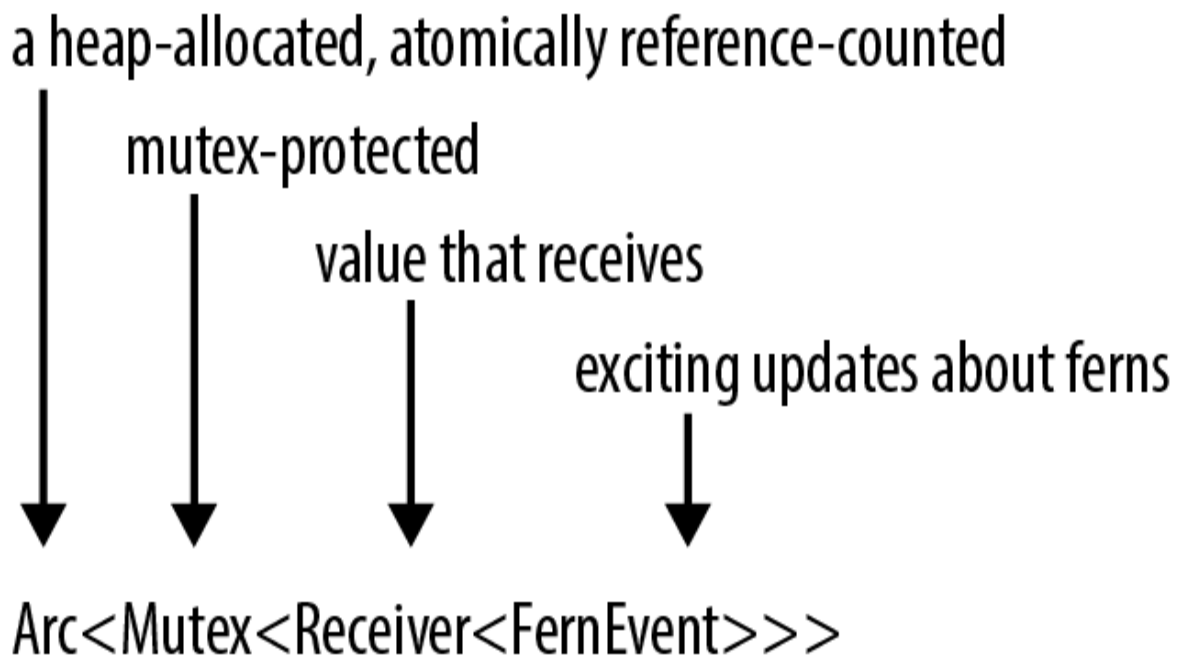 a heap-allocated, atomically reference-counted
mutex-protected
value that receives
exciting updates about ferns
Arc<Mutex<Receiver<FernEvent>>>